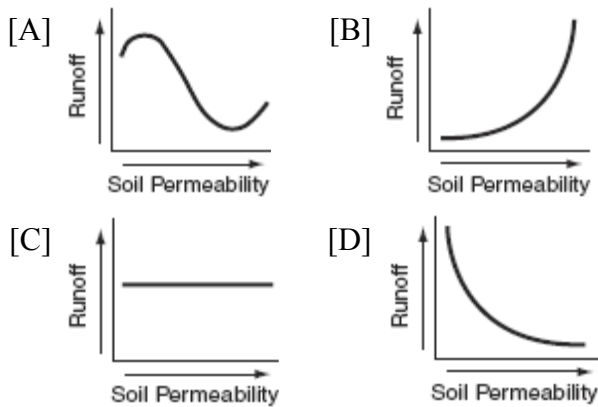 [A]
Runoff
Soil Permeability
[B]
Runoff
Soil Permeability
[C]
Runoff
Soil Permeability
[D]
Runoff
Soil Permeability